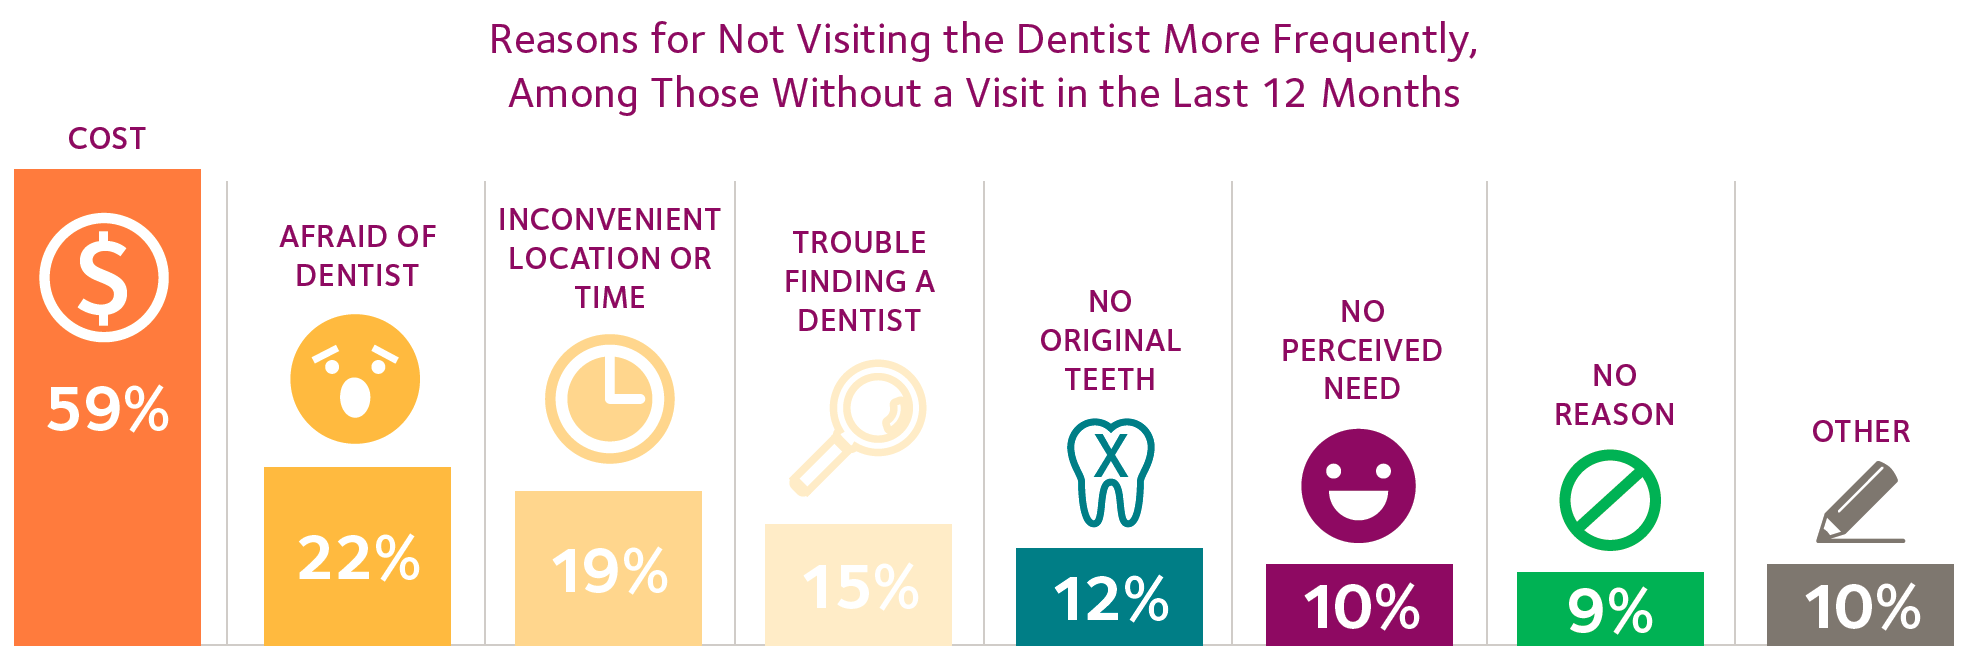 Reasons for Not Visiting the Dentist More Frequently,
Among Those Without a Visit in the Last 12 Months
COST
$
59%
AFRAID OF
DENTIST
22%
INCONVENIENT
LOCATION OR
TIME
19%
TROUBLE
FINDING A
DENTIST
15%
NO
ORIGINAL
TEETH
X
12%
NO
PERCEIVED
NEED
10%
NO
REASON
9%
OTHER
10%